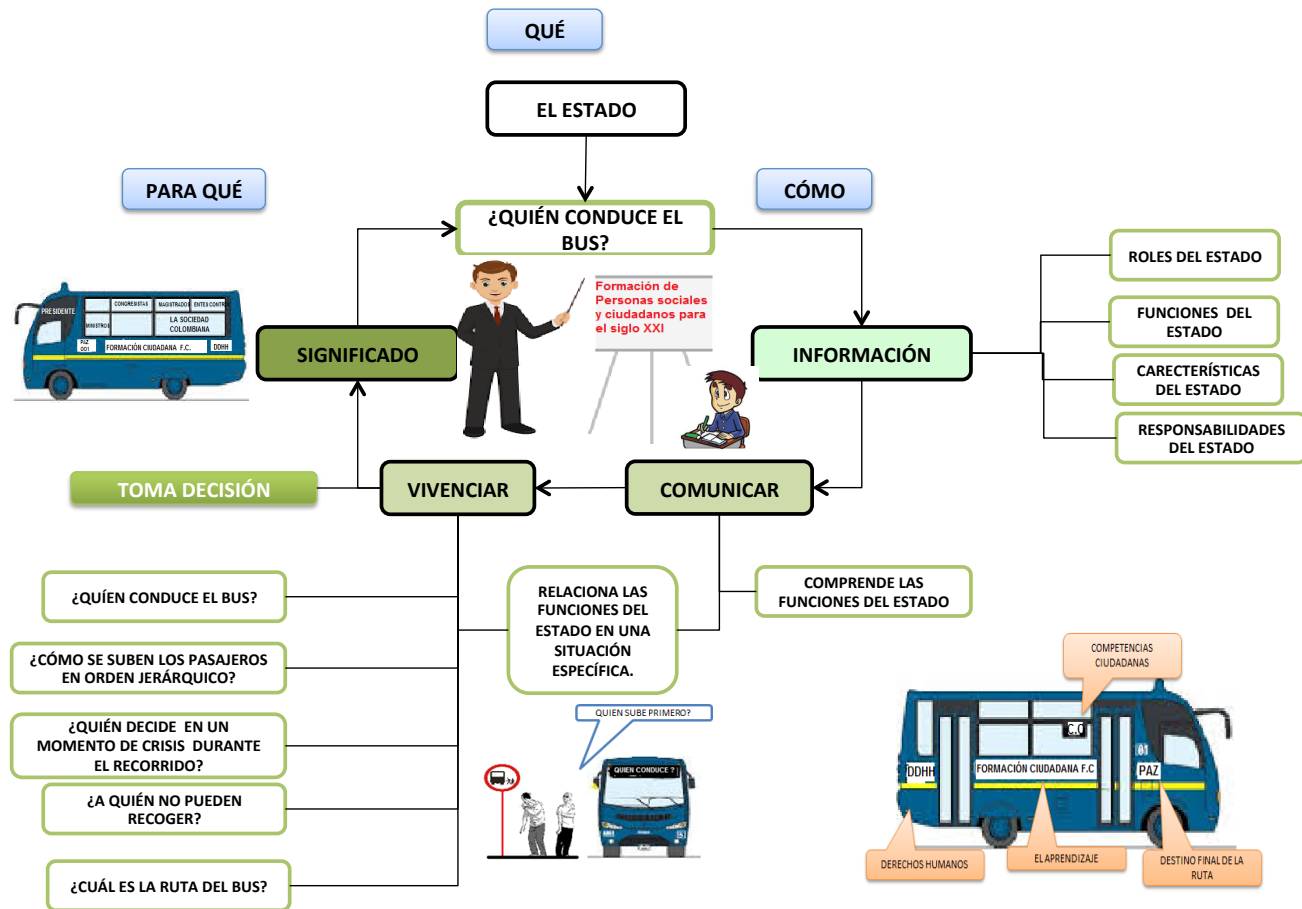 QUÉ
EL ESTADO
PARA QUÉ
CÓMO
¿QUIÉN CONDUCE EL
BUS?
ROLES DEL ESTADO
FUNCIONES DEL
ESTADO
CARECTERÍSTICAS
DEL ESTADO
RESPONSABILIDADES
DEL ESTADO
PRESIDENTE
CONGRESISTAS
MAGISTRADOS
ENTES CONTR
MINISTROS
LA SOCIEDAD
COLOMBIANA
PAZ
001
FORMACIÓN CIUDADANA F.C.
DDHH
Formación de
Personas sociales
y ciudadanos para
el siglo XXI
SIGNIFICADO
INFORMACIÓN
TOMA DECISIÓN
VIVENCIAR
COMUNICAR
¿QUÍEN CONDUCE EL BUS?
¿CÓMO SE SUBEN LOS PASAJEROS
EN ORDEN JERÁRQUICO?
¿QUIÉN DECIDE EN UN
MOMENTO DE CRISIS DURANTE
EL RECORRIDO?
¿A QUIÉN NO PUEDEN
RECOGER?
¿CUÁL ES LA RUTA DEL BUS?
RELACIONA LAS
FUNCIONES DEL
ESTADO EN UNA
SITUACIÓN
ESPECÍFICA.
COMPRENDE LAS
FUNCIONES DEL ESTADO
QUIEN SUBE PRIMERO?
QUIEN CONDUCE ?
COMPETENCIAS
CIUDADANAS
C.C
DDHH
FORMACIÓN CIUDADANA F.C
PAZ
DERECHOS HUMANOS
EL APRENDIZAJE
DESTINO FINAL DE LA
RUTA